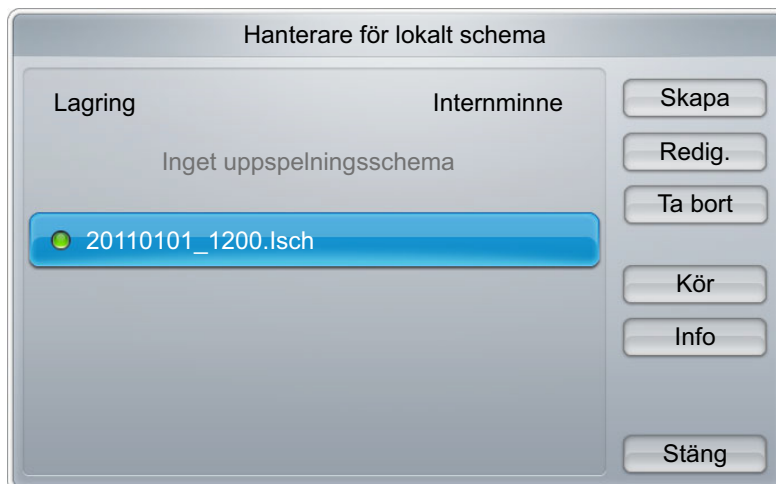 Hanterare för lokalt schema
Lagring Internminne
Inget uppspelningsschema
20110101_1200.lsch
Skapa
Redig.
Ta bort
Kör
Info
Stäng